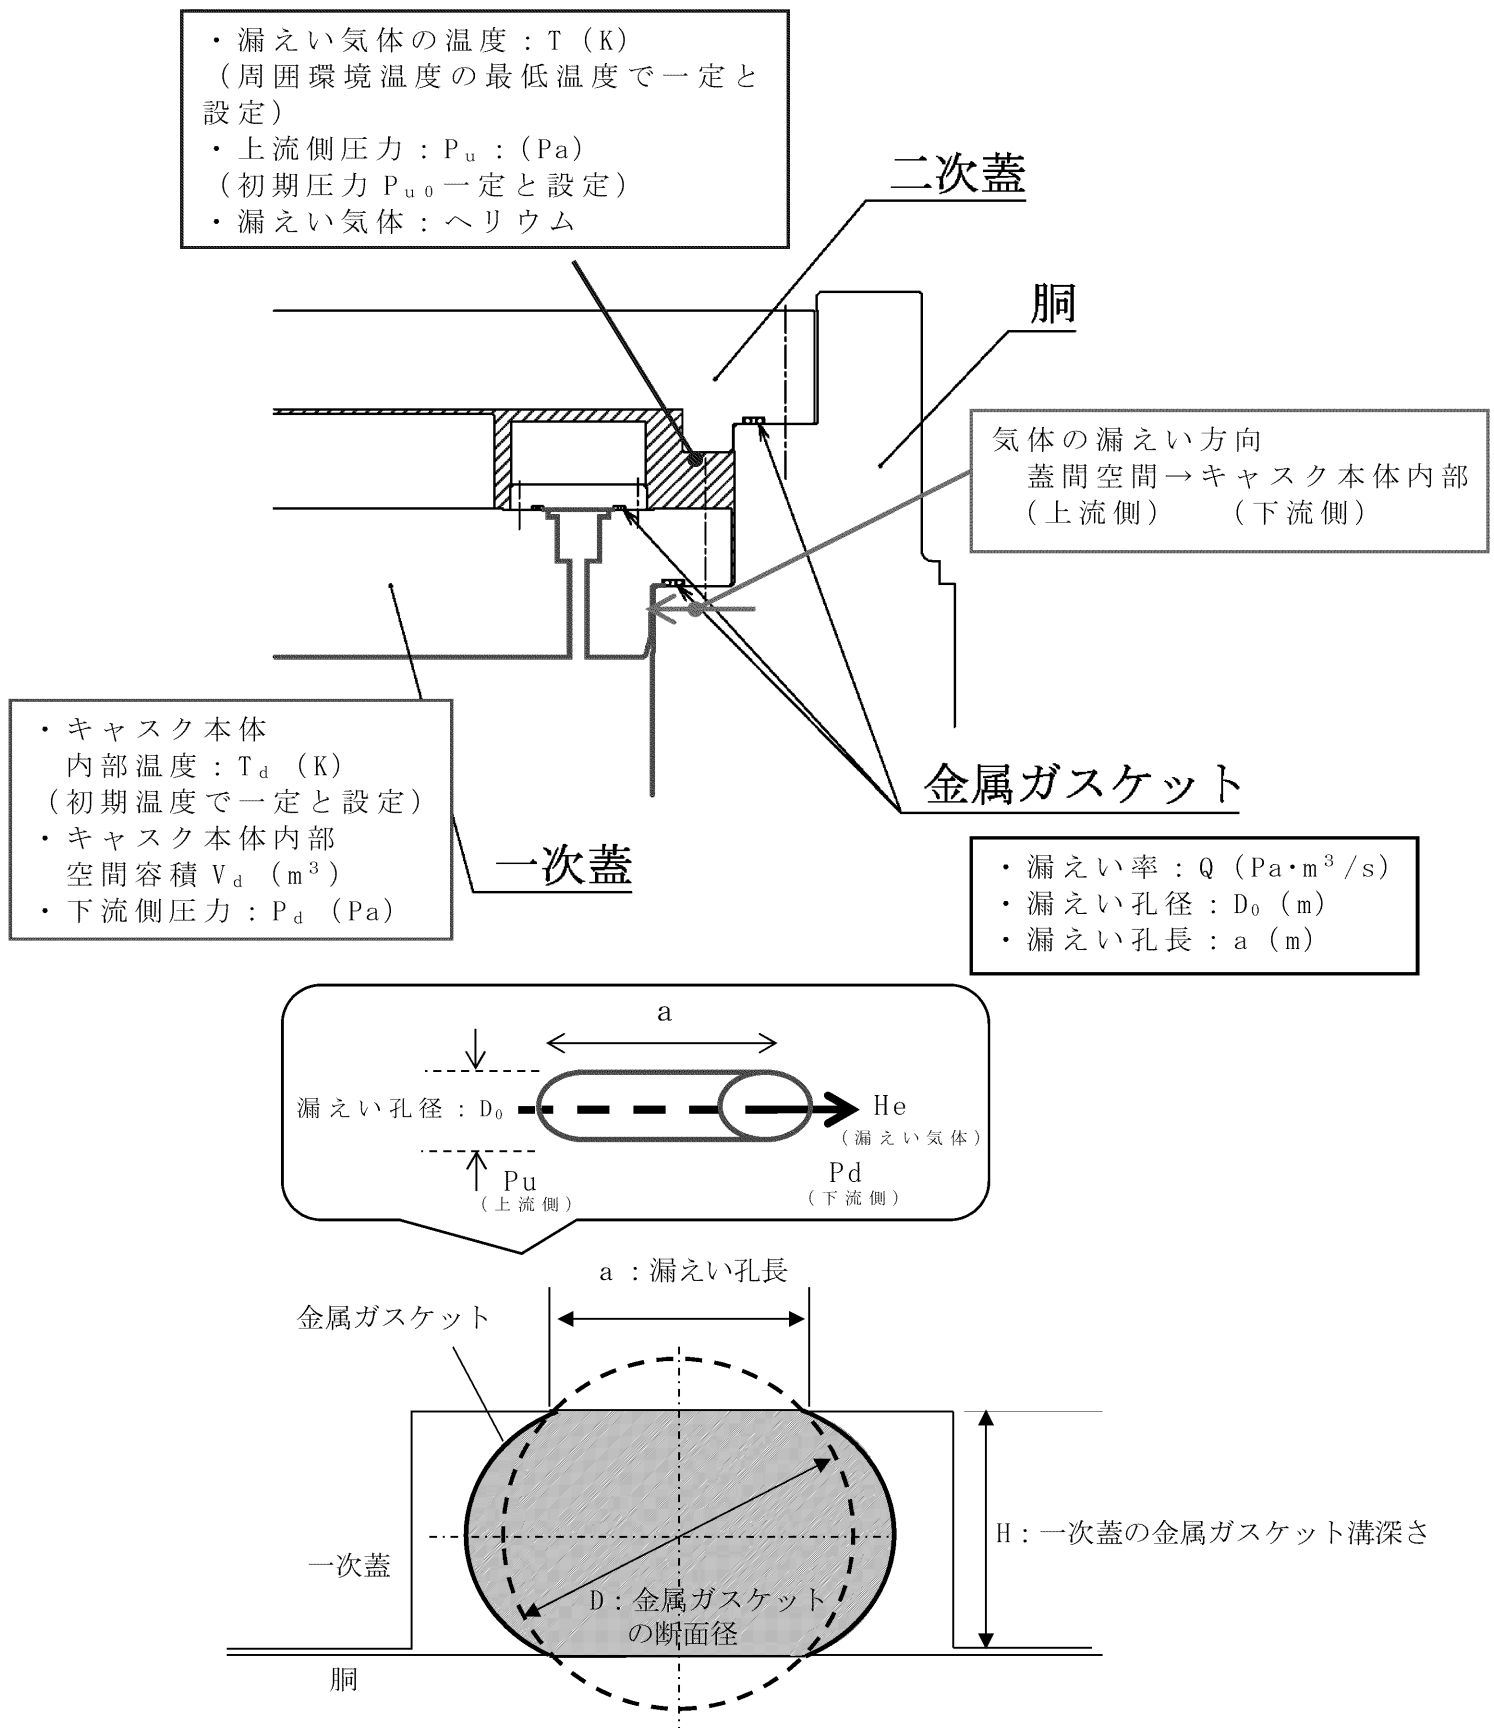 ・漏えい気体の温度：T（K）
（周囲環境温度の最低温度で一定と
設定）
・上流側圧力：Pu：(Pa)
（初期圧力Pu0一定と設定）
・漏えい気体：ヘリウム
二次蓋
胴
気体の漏えい方向
蓋間空間→キャスク本体内部
（上流側）　（下流側）
・キャスク本体
内部温度：Td（K）
（初期温度で一定と設定）
・キャスク本体内部
空間容積Vd（m³）
・下流側圧力：Pd（Pa）
一次蓋
金属ガスケット
・漏えい率：Q（Pa･m³/s）
・漏えい孔径：D₀（m）
・漏えい孔長：a（m）
a
漏えい孔径：D₀
He
（漏えい気体）
Pu
（上流側）
Pd
（下流側）
a：漏えい孔長
金属ガスケット
H：一次蓋の金属ガスケット溝深さ
一次蓋
D：金属ガスケット
の断面径
胴